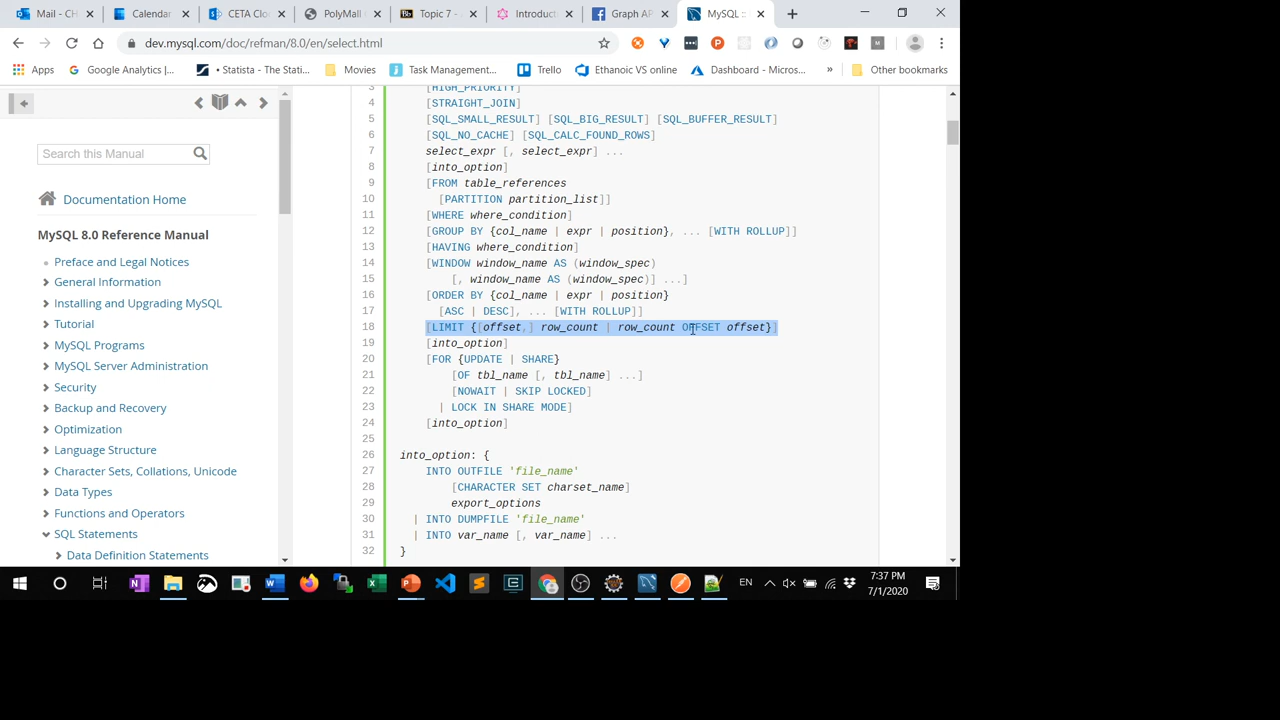 Mail - CH
Calendar
CETA Clo
PolyMall
Bb Topic 7 -
Introduct
Graph AP
MySQL ::
dev.mysql.com/doc/refman/8.0/en/select.html
Apps
Google Analytics |...
• Statista - The Stati...
Movies
Task Management...
Trello
Ethanoic VS online
Dashboard - Micros...
»
Other bookmarks
Search this Manual
Documentation Home
MySQL 8.0 Reference Manual
Preface and Legal Notices
General Information
Installing and Upgrading MySQL
Tutorial
MySQL Programs
MySQL Server Administration
Security
Backup and Recovery
Optimization
Language Structure
Character Sets, Collations, Unicode
Data Types
Functions and Operators
SQL Statements
Data Definition Statements
3 [HIGH_PRIORITY]
4 [STRAIGHT_JOIN]
5 [SQL_SMALL_RESULT] [SQL_BIG_RESULT] [SQL_BUFFER_RESULT]
6 [SQL_NO_CACHE] [SQL_CALC_FOUND_ROWS]
7 select_expr [, select_expr] ...
8 [into_option]
9 [FROM table_references
10 [PARTITION partition_list]]
11 [WHERE where_condition]
12 [GROUP BY {col_name | expr | position}, ... [WITH ROLLUP]]
13 [HAVING where_condition]
14 [WINDOW window_name AS (window_spec)
15 [, window_name AS (window_spec)] ...]
16 [ORDER BY {col_name | expr | position}
17 [ASC | DESC], ... [WITH ROLLUP]]
18 [LIMIT {[offset,] row_count | row_count OFFSET offset}]
19 [into_option]
20 [FOR {UPDATE | SHARE}
21 [OF tbl_name [, tbl_name] ...]
22 [NOWAIT | SKIP LOCKED]
23 | LOCK IN SHARE MODE]
24 [into_option]
25
26 into_option: {
27 INTO OUTFILE 'file_name'
28 [CHARACTER SET charset_name]
29 export_options
30 | INTO DUMPFILE 'file_name'
31 | INTO var_name [, var_name] ...
32 }
EN
7:37 PM
7/1/2020